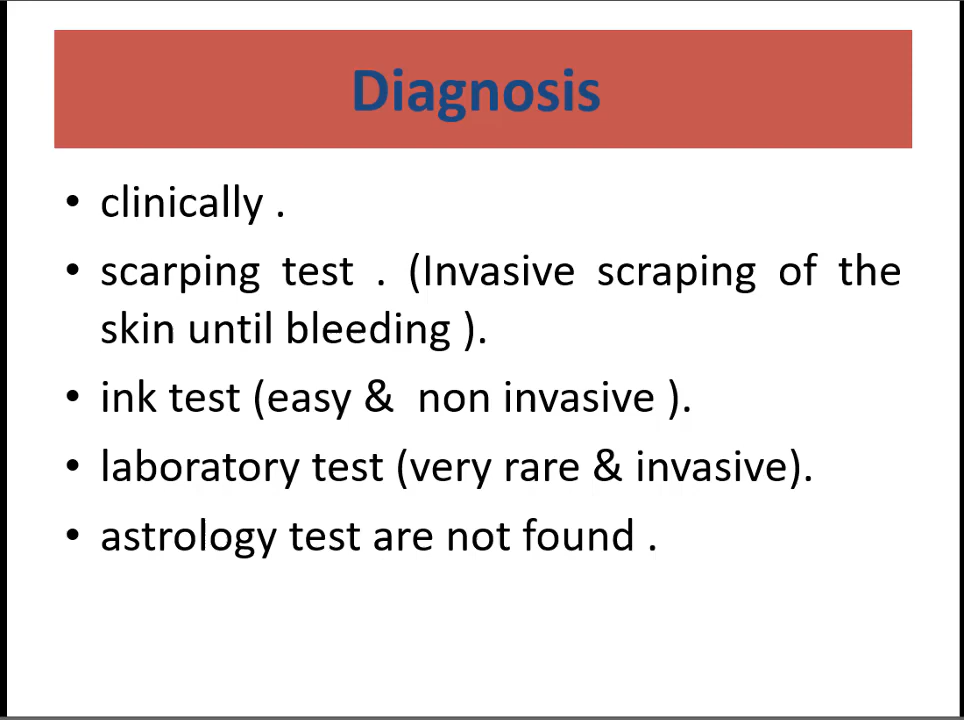 Diagnosis
• clinically .
• scarping test . (Invasive scraping of the
skin until bleeding ).
• ink test (easy &  non invasive ).
• laboratory test (very rare & invasive).
• astrology test are not found .